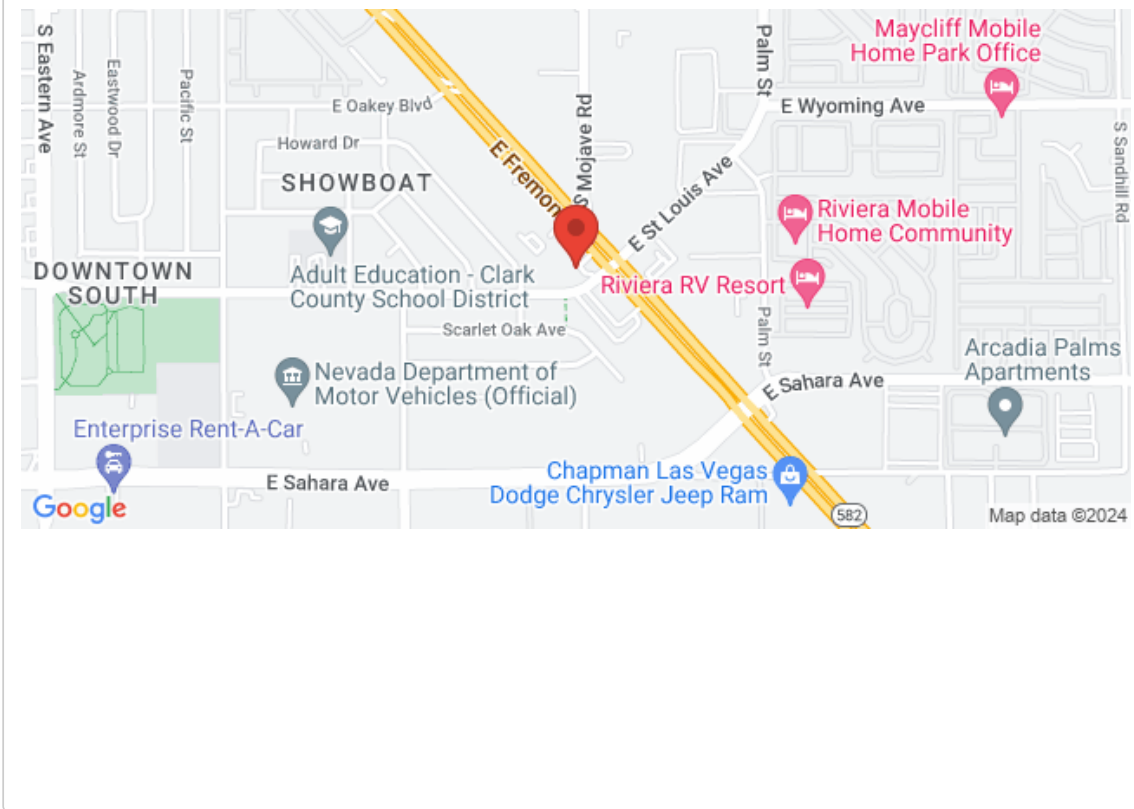 S Eastern Ave
Ardmore St
Eastwood Dr
Pacific St
E Oakey Blvd
Howard Dr
SHOWBOAT
E Fremon
S Mojave Rd
Palm St
Maycliff Mobile
Home Park Office
E Wyoming Ave
S Sandhill Rd
E St Louis Ave
Riviera Mobile
Home Community
Adult Education - Clark
County School District
DOWNTOWN
SOUTH
Riviera RV Resort
Scarlet Oak Ave
Palm St
Nevada Department of
Motor Vehicles (Official)
Arcadia Palms
Apartments
E Sahara Ave
Enterprise Rent-A-Car
E Sahara Ave
Chapman Las Vegas
Dodge Chrysler Jeep Ram
582
Google
Map data ©2024